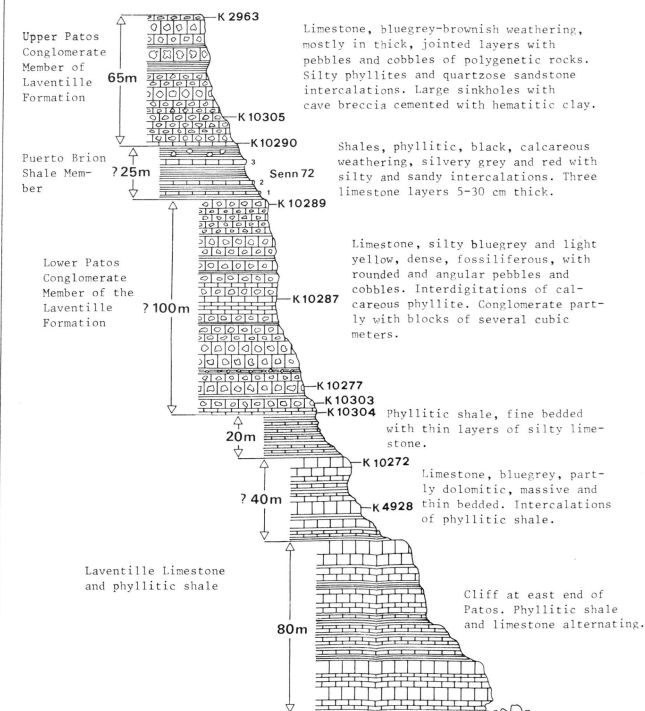 K 2963
Upper Patos
Conglomerate
Member of
Laventille
Formation
65m
Limestone, bluegrey-brownish weathering,
mostly in thick, jointed layers with
pebbles and cobbles of polygenetic rocks.
Silty phyllites and quartzose sandstone
intercalations. Large sinkholes with
cave breccia cemented with hematitic clay.
K 10305
K 10290
Puerto Brion
Shale Mem-
ber
? 25m
3
Senn 72
2
1
Shales, phyllitic, black, calcareous
weathering, silvery grey and red with
silty and sandy intercalations. Three
limestone layers 5-30 cm thick.
K 10289
Lower Patos
Conglomerate
Member of the
Laventille
Formation
? 100m
K 10287
Limestone, silty bluegrey and light
yellow, dense, fossiliferous, with
rounded and angular pebbles and
cobbles. Interdigitations of cal-
careous phyllite. Conglomerate part-
ly with blocks of several cubic
meters.
K 10277
K 10303
K 10304
20m
Phyllitic shale, fine bedded
with thin layers of silty lime-
stone.
K 10272
? 40m
K 4928
Limestone, bluegrey, part-
ly dolomitic, massive and
thin bedded. Intercalations
of phyllitic shale.
Laventille Limestone
and phyllitic shale
80m
Cliff at east end of
Patos. Phyllitic shale
and limestone alternating.